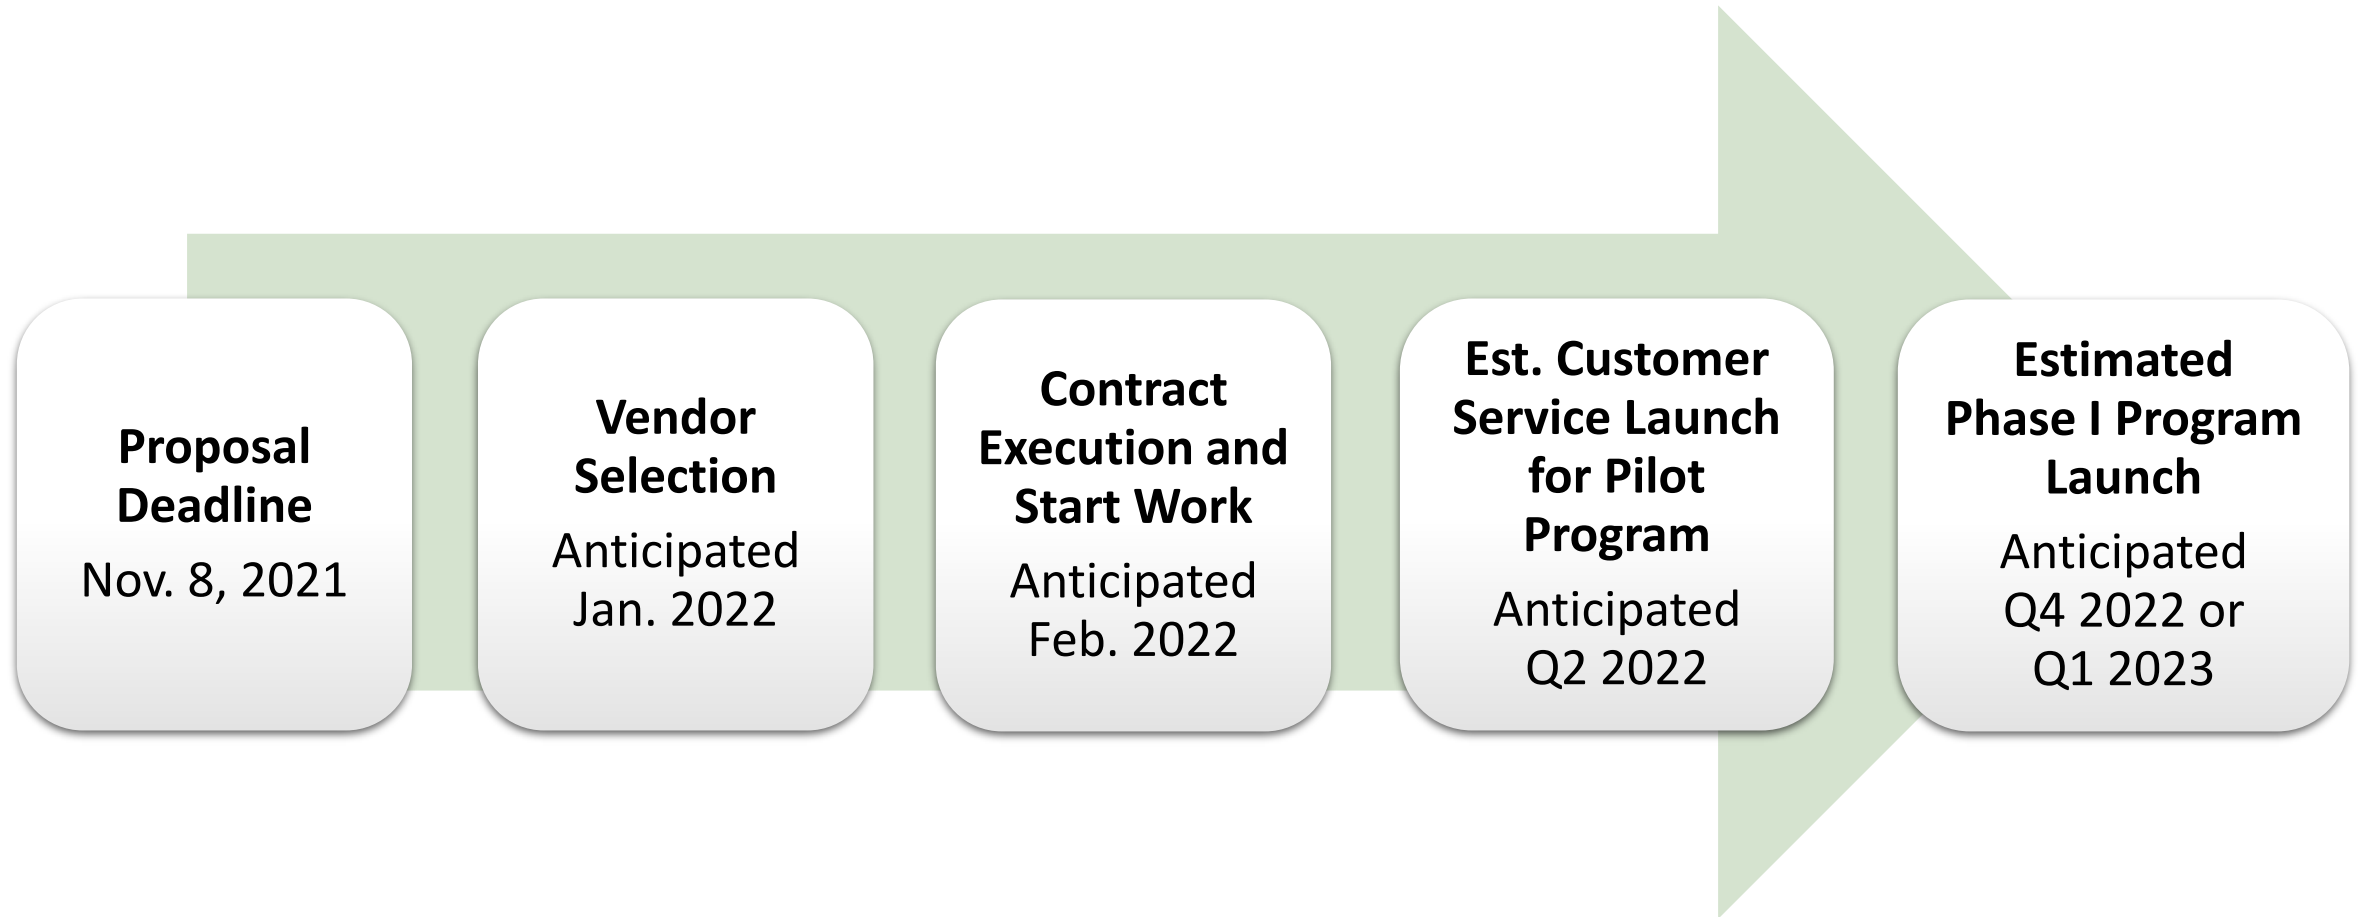 Proposal
Deadline
Nov. 8, 2021
Vendor
Selection
Anticipated
Jan. 2022
Contract
Execution and
Start Work
Anticipated
Feb. 2022
Est. Customer
Service Launch
for Pilot
Program
Anticipated
Q2 2022
Estimated
Phase I Program
Launch
Anticipated
Q4 2022 or
Q1 2023